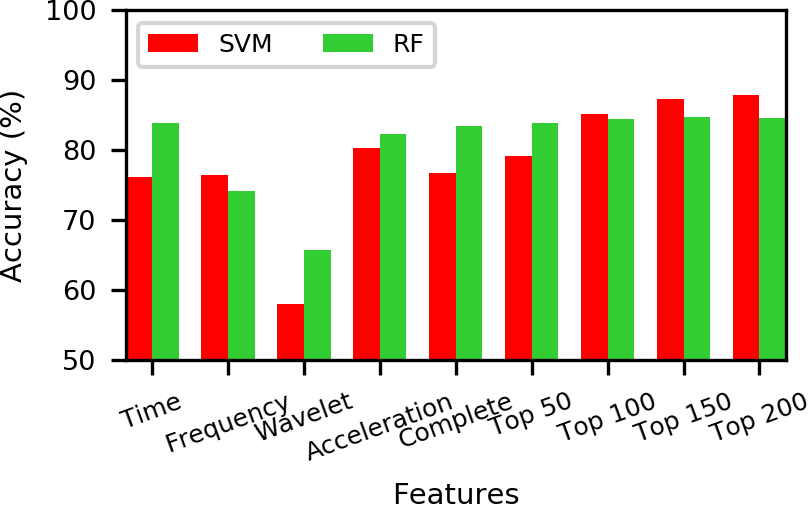 100
90
80
70
60
50
Accuracy (%)
SVM RF
Time Frequency Wavelet Acceleration Complete Top 50 Top 100 Top 150 Top 200
Features